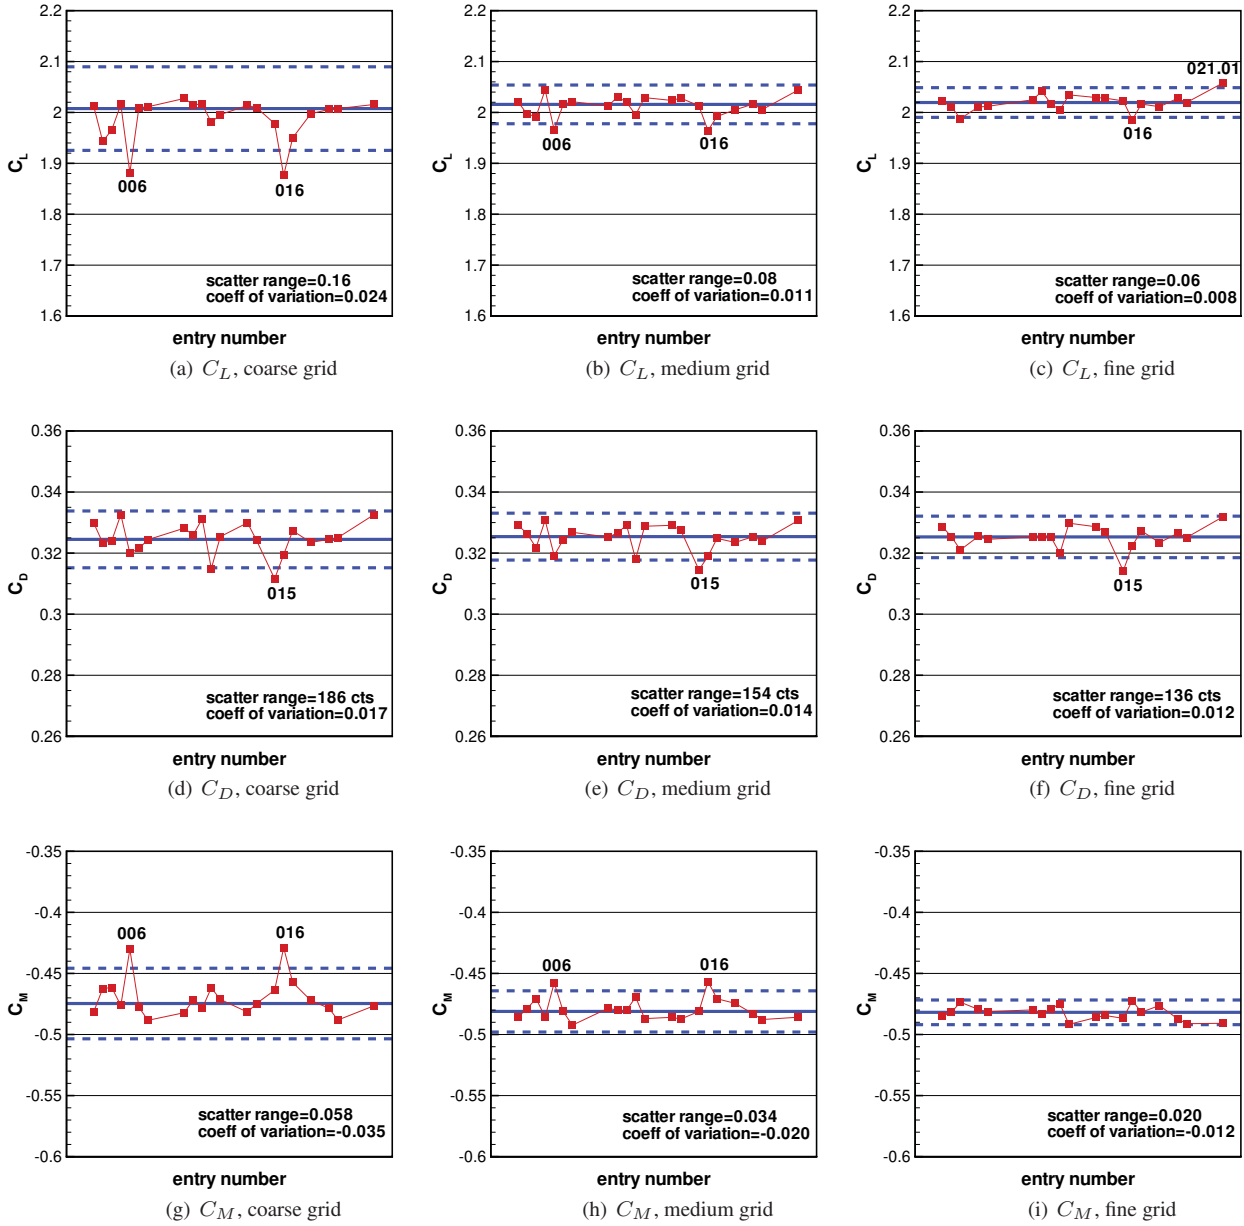 2.2
2.1
2
1.9
1.8
1.7
1.6
C_L
006
016
scatter range=0.16
coeff of variation=0.024
entry number
(a) C_L, coarse grid
2.2
2.1
2
1.9
1.8
1.7
1.6
C_L
006
016
scatter range=0.08
coeff of variation=0.011
entry number
(b) C_L, medium grid
2.2
2.1
2
1.9
1.8
1.7
1.6
C_L
021.01
016
scatter range=0.06
coeff of variation=0.008
entry number
(c) C_L, fine grid
0.36
0.34
0.32
0.3
0.28
0.26
C_D
015
scatter range=186 cts
coeff of variation=0.017
entry number
(d) C_D, coarse grid
0.36
0.34
0.32
0.3
0.28
0.26
C_D
015
scatter range=154 cts
coeff of variation=0.014
entry number
(e) C_D, medium grid
0.36
0.34
0.32
0.3
0.28
0.26
C_D
015
scatter range=136 cts
coeff of variation=0.012
entry number
(f) C_D, fine grid
-0.35
-0.4
-0.45
-0.5
-0.55
-0.6
C_M
006
016
scatter range=0.058
coeff of variation=-0.035
entry number
(g) C_M, coarse grid
-0.35
-0.4
-0.45
-0.5
-0.55
-0.6
C_M
006
016
scatter range=0.034
coeff of variation=-0.020
entry number
(h) C_M, medium grid
-0.35
-0.4
-0.45
-0.5
-0.55
-0.6
C_M
scatter range=0.020
coeff of variation=-0.012
entry number
(i) C_M, fine grid